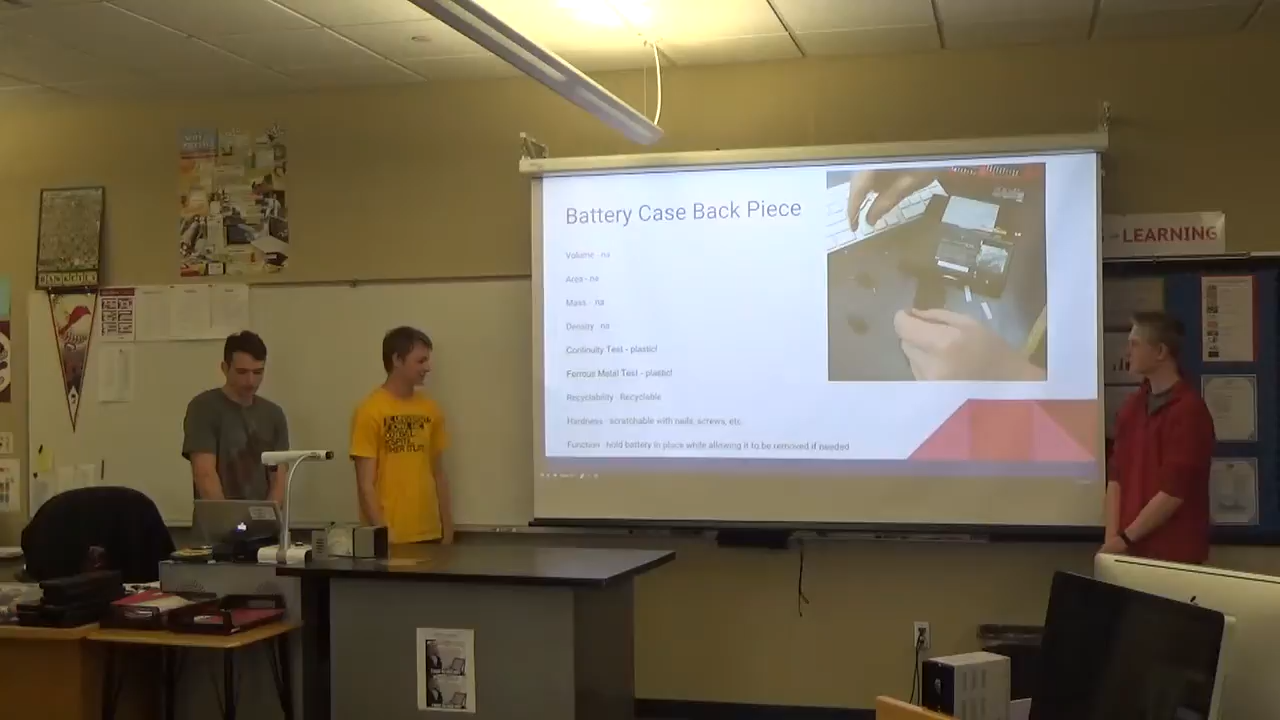 Battery Case Back Piece
Volume - na
Area - na
Mass - na
Density - na
Continuity Test - plastic!
Ferrous Metal Test - plastic!
Recyclability - Recyclable
Hardness - scratchable with nails, screws, etc.
Function - hold battery in place while allowing it to be removed if needed
LEARNING